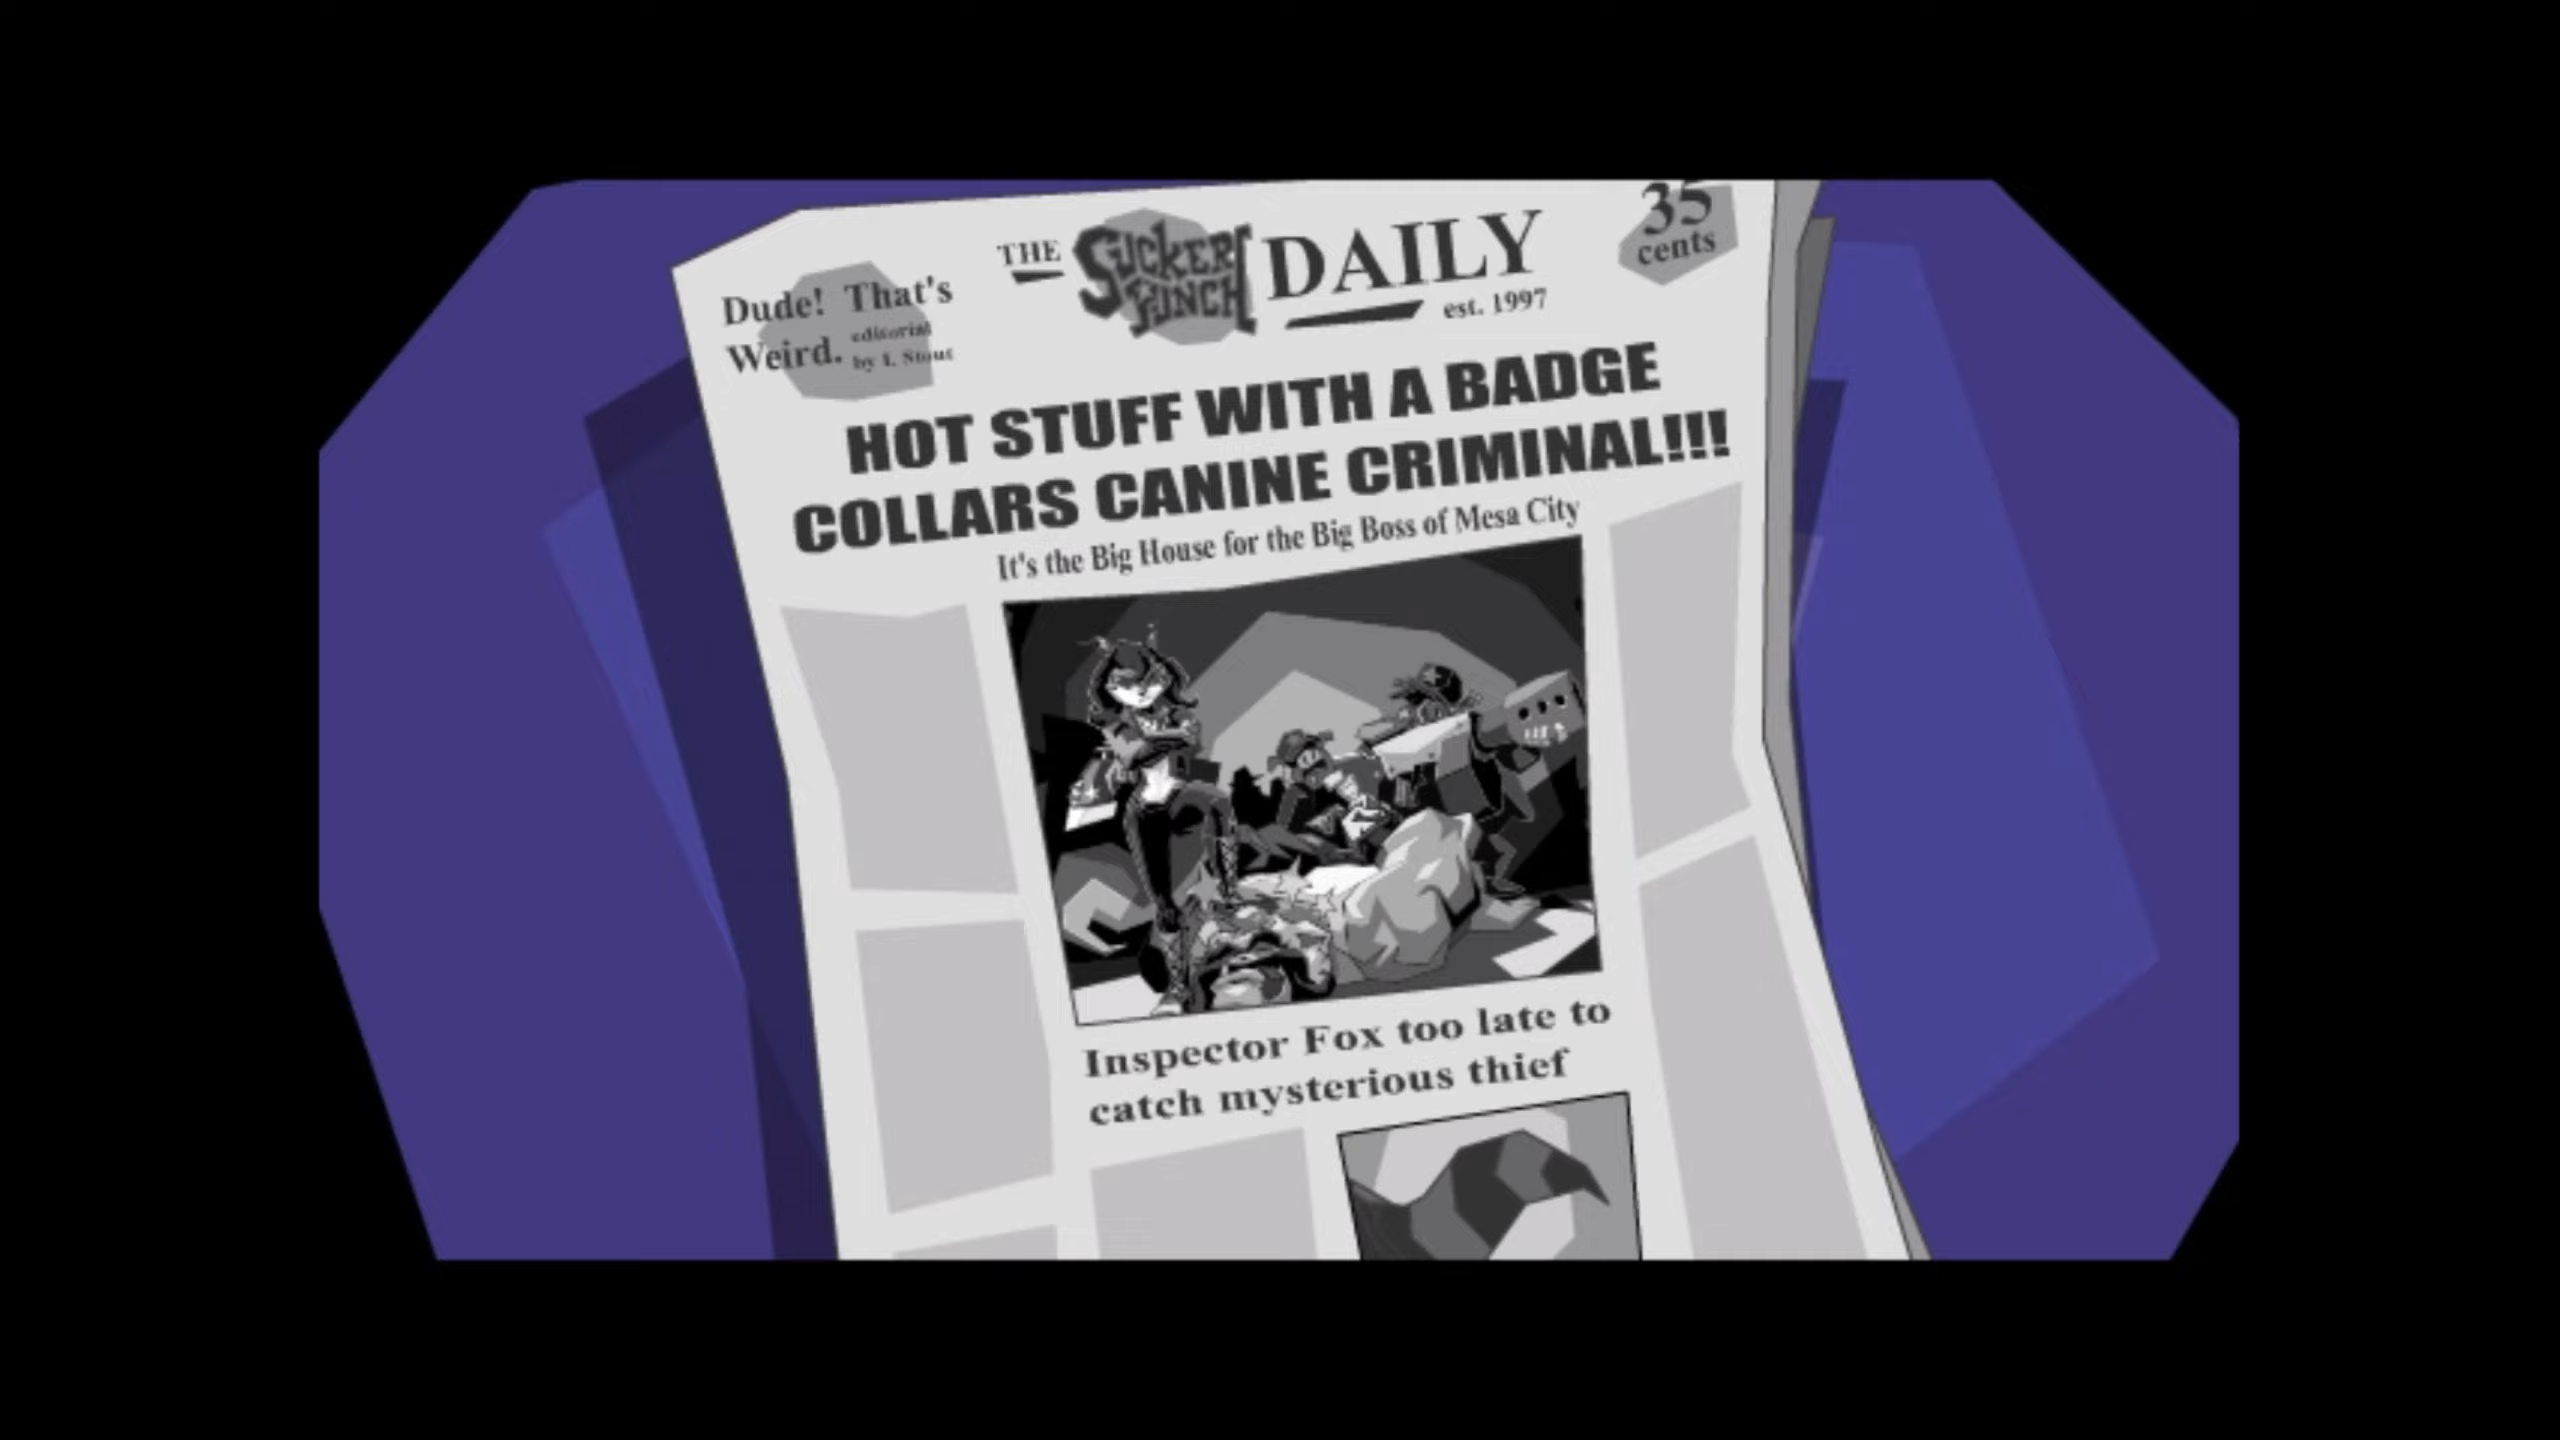 Dude! That's
Weird. editorial
by I. Stout
THE SUCKER PUNCH DAILY
est. 1997
35
cents
HOT STUFF WITH A BADGE
COLLARS CANINE CRIMINAL!!!
It's the Big House for the Big Boss of Mesa City
Inspector Fox too late to
catch mysterious thief